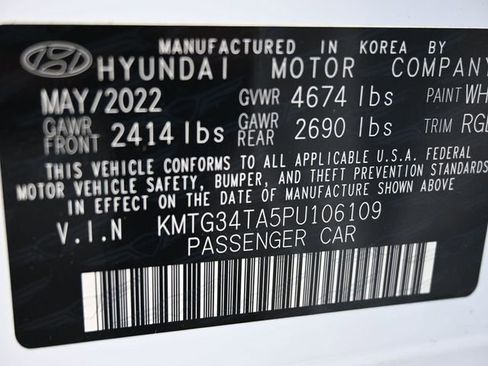 MANUFACTURED IN KOREA BY
HYUNDAI MOTOR COMPANY
MAY/2022 GVWR 4674 lbs PAINT WH
GAWR FRONT 2414 lbs GAWR REAR 2690 lbs TRIM
THIS VEHICLE CONFORMS TO ALL APPLICABLE U.S.A. FEDERAL
MOTOR VEHICLE SAFETY, BUMPER, AND THEFT PREVENTION STANDARDS
IN EFFECT ON THE DATE OF MANUFACTURE SHOWN ABOVE.
V.I.N KMTG34TA5PU106109
PASSENGER CAR